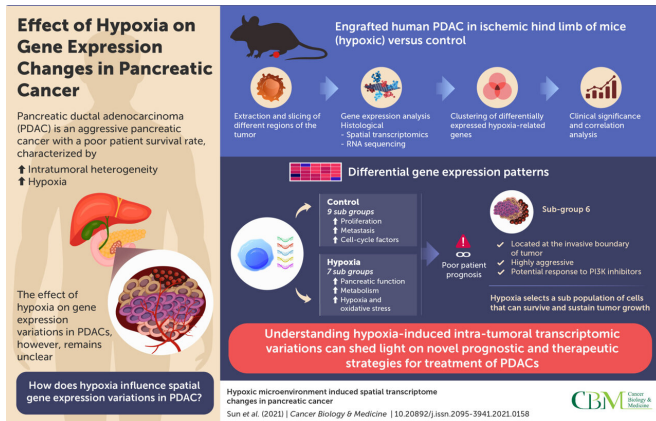 Effect of Hypoxia on
Gene Expression
Changes in Pancreatic
Cancer
Pancreatic ductal adenocarcinoma
(PDAC) is an aggressive pancreatic
cancer with a poor patient survival rate,
characterized by
⬆ Intratumoral heterogeneity
⬆ Hypoxia
The effect of
hypoxia on gene
expression
variations in PDACs,
however, remains
unclear
How does hypoxia influence spatial
gene expression variations in PDAC?
Engrafted human PDAC in ischemic hind limb of mice
(hypoxic) versus control
Extraction and slicing of
different regions of the
tumor
Gene expression analysis
Histological
- Spatial transcriptomics
- RNA sequencing
Clustering of differentially
expressed hypoxia-related
genes
Clinical significance
and correlation
analysis
Differential gene expression patterns
Control
9 sub groups
⬆ Proliferation
⬆ Metastasis
⬆ Cell-cycle factors
Hypoxia
7 sub groups
⬆ Pancreatic function
⬆ Metabolism
⬆ Hypoxia and
oxidative stress
Poor patient
prognosis
Sub-group 6
✓ Located at the invasive boundary
of tumor
✓ Highly aggressive
✓ Potential response to PI3K inhibitors
Hypoxia selects a sub population of cells
that can survive and sustain tumor growth
Understanding hypoxia-induced intra-tumoral transcriptomic
variations can shed light on novel prognostic and therapeutic
strategies for treatment of PDACs
Hypoxic microenvironment induced spatial transcriptome
changes in pancreatic cancer
Sun et al. (2021) | Cancer Biology & Medicine | 10.20892/j.issn.2095-3941.2021.0158
CBM
Cancer
Biology &
Medicine